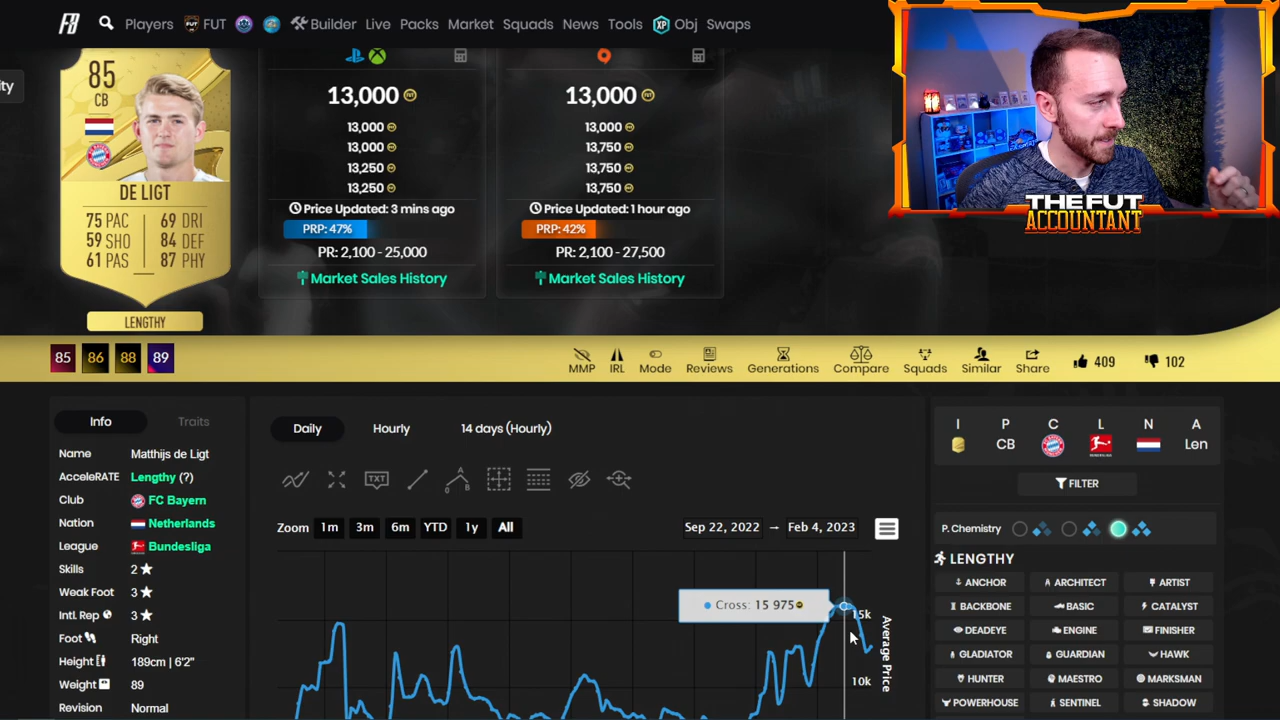 Players
FUT
Builder
Live
Packs
Market
Squads
News
Tools
XP
Obj
Swaps
ity
85
CB
DE LIGT
75 PAC
69 DRI
59 SHO
84 DEF
61 PAS
87 PHY
LENGTHY
13,000
13,000
13,000
13,250
13,250
Price Updated: 3 mins ago
PRP: 47%
PR: 2,100 - 25,000
Market Sales History
13,000
13,000
13,750
13,750
13,750
Price Updated: 1 hour ago
PRP: 42%
PR: 2,100 - 27,500
Market Sales History
THE FUT
ACCOUNTANT
85
86
88
89
MMP
IRL
Mode
Reviews
Generations
Compare
Squads
Similar
Share
409
102
Info
Traits
Name Matthijs de Ligt
AcceleRATE Lengthy (?)
Club FC Bayern
Nation Netherlands
League Bundesliga
Skills 2
Weak Foot 3
Intl. Rep 3
Foot Right
Height 189cm | 6'2"
Weight 89
Revision Normal
Daily
Hourly
14 days (Hourly)
TXT
A
B
Zoom 1m 3m 6m YTD 1y All
Sep 22, 2022 → Feb 4, 2023
Cross: 15 975
15k
10k
Average Price
I P C L N A
CB Len
FILTER
P. Chemistry
LENGTHY
ANCHOR ARCHITECT ARTIST
BACKBONE BASIC CATALYST
DEADEYE ENGINE FINISHER
GLADIATOR GUARDIAN HAWK
HUNTER MAESTRO MARKSMAN
POWERHOUSE SENTINEL SHADOW